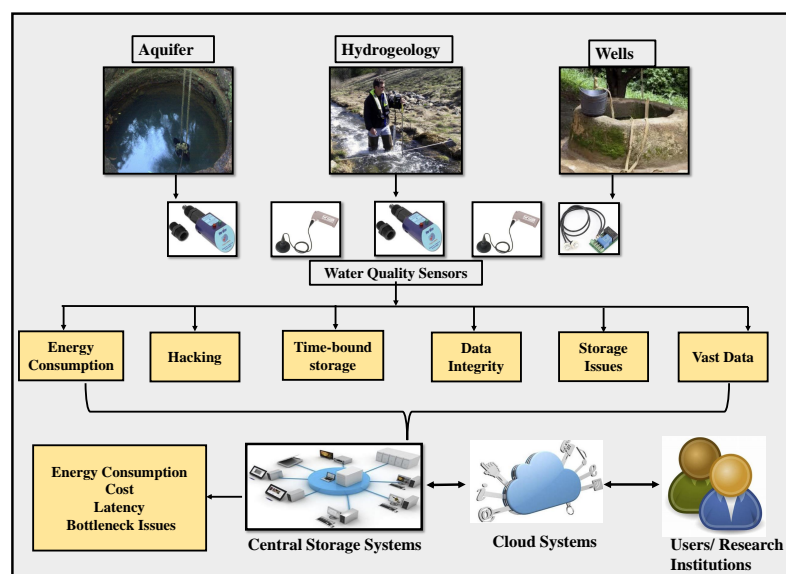 Aquifer
Hydrogeology
Wells
Water Quality Sensors
Energy
Consumption
Hacking
Time-bound
storage
Data
Integrity
Storage
Issues
Vast Data
Energy Consumption
Cost
Latency
Bottleneck Issues
Central Storage Systems
Cloud Systems
Users/ Research
Institutions